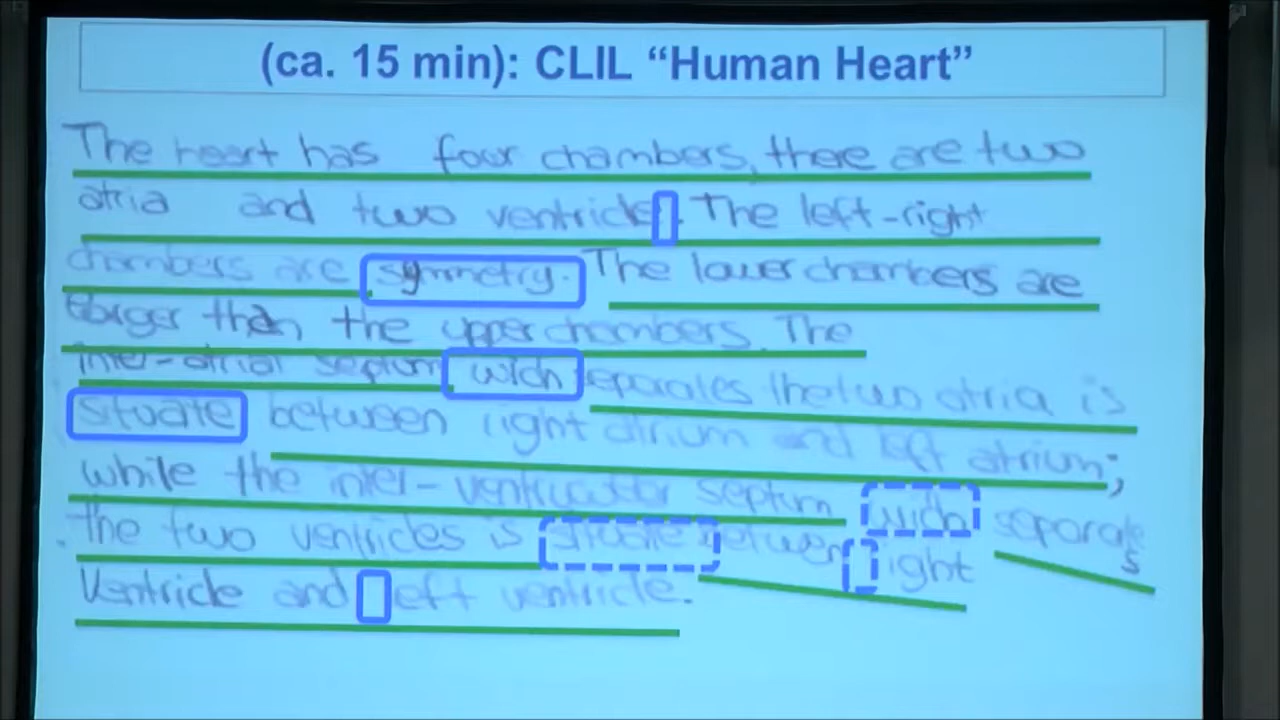 (ca. 15 min): CLIL “Human Heart”
The heart has four chambers, there are two
atria and two ventricle. The left-right
chambers are symmetry. The lower chambers are
larger than the upper chambers. The
inter-atrial septum wich separates the two atria is
situate between right atrium and left atrium;
while the inter-ventricular septum wich separates
the two ventricles is situate between right
ventricle and left ventricle.